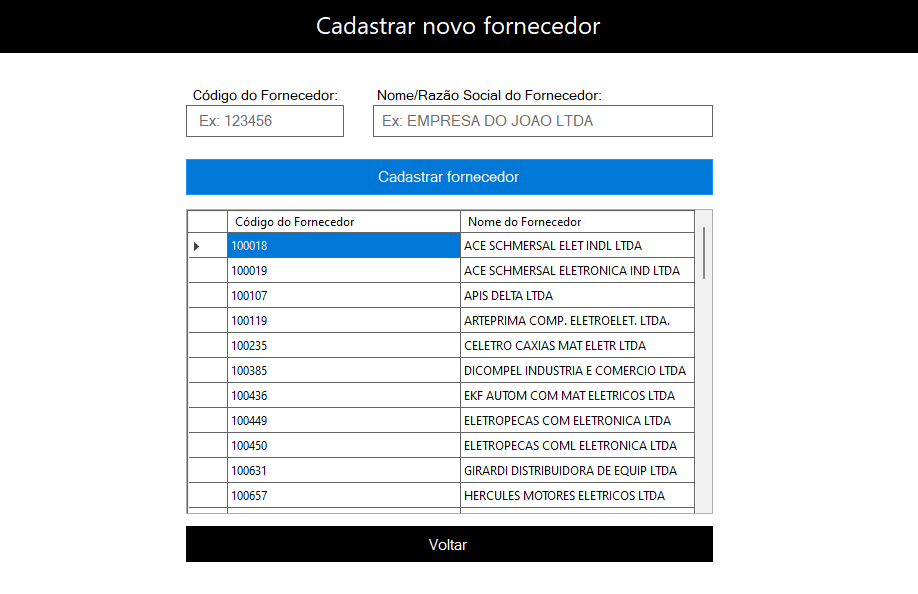 Cadastrar novo fornecedor
Código do Fornecedor: Nome/Razão Social do Fornecedor:
Ex: 123456 Ex: EMPRESA DO JOAO LTDA
Cadastrar fornecedor
Código do Fornecedor Nome do Fornecedor
100018 ACE SCHMERSAL ELET INDL LTDA
100019 ACE SCHMERSAL ELETRONICA IND LTDA
100107 APIS DELTA LTDA
100119 ARTEPRIMA COMP. ELETROELET. LTDA.
100235 CELETRO CAXIAS MAT ELETR LTDA
100385 DICOMPEL INDUSTRIA E COMERCIO LTDA
100436 EKF AUTOM COM MAT ELETRICOS LTDA
100449 ELETROPECAS COM ELETRONICA LTDA
100450 ELETROPECAS COML ELETRONICA LTDA
100631 GIRARDI DISTRIBUIDORA DE EQUIP LTDA
100657 HERCULES MOTORES ELETRICOS LTDA
Voltar